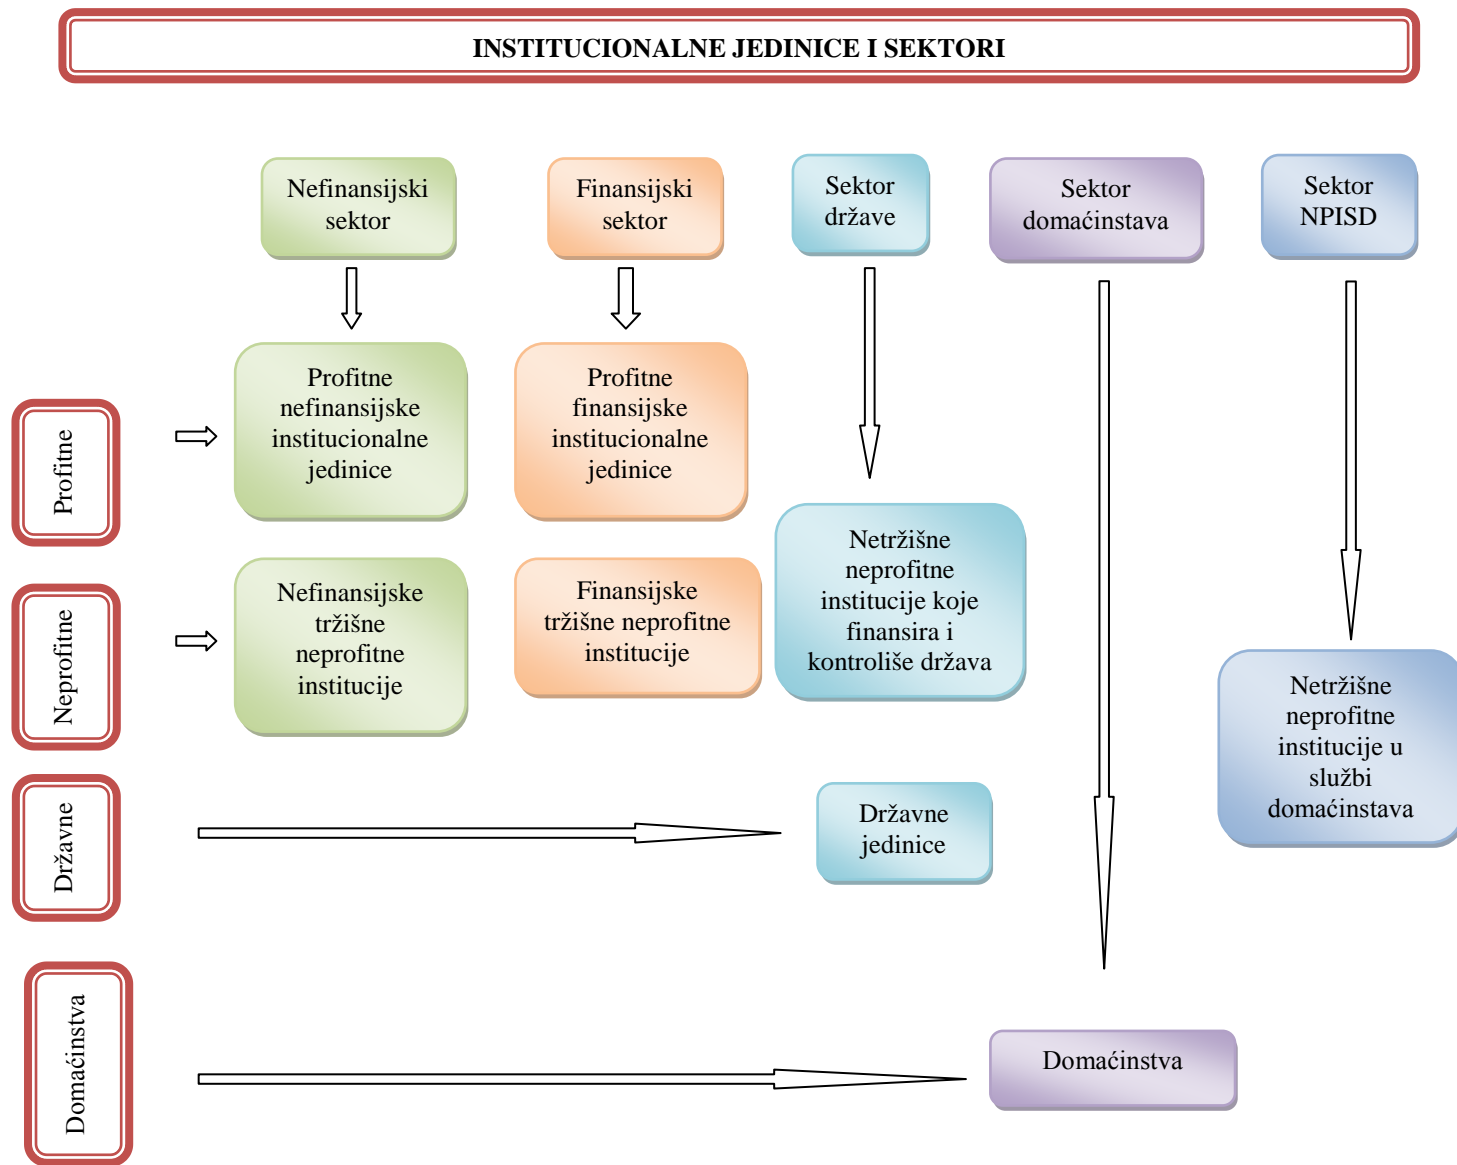 INSTITUCIONALNE JEDINICE I SEKTORI
Nefinansijski
sektor
Finansijski
sektor
Sektor
države
Sektor
domaćinstava
Sektor
NPISD
Profitne
Profitne
nefinansijske
institucionalne
jedinice
Profitne
finansijske
institucionalne
jedinice
Netržišne
neprofitne
institucije koje
finansira i
kontroliše država
Neprofitne
Nefinansijske
tržišne
neprofitne
institucije
Finansijske
tržišne neprofitne
institucije
Netržišne
neprofitne
institucije u
službi
domaćinstava
Državne
Državne
jedinice
Domaćinstva
Domaćinstva